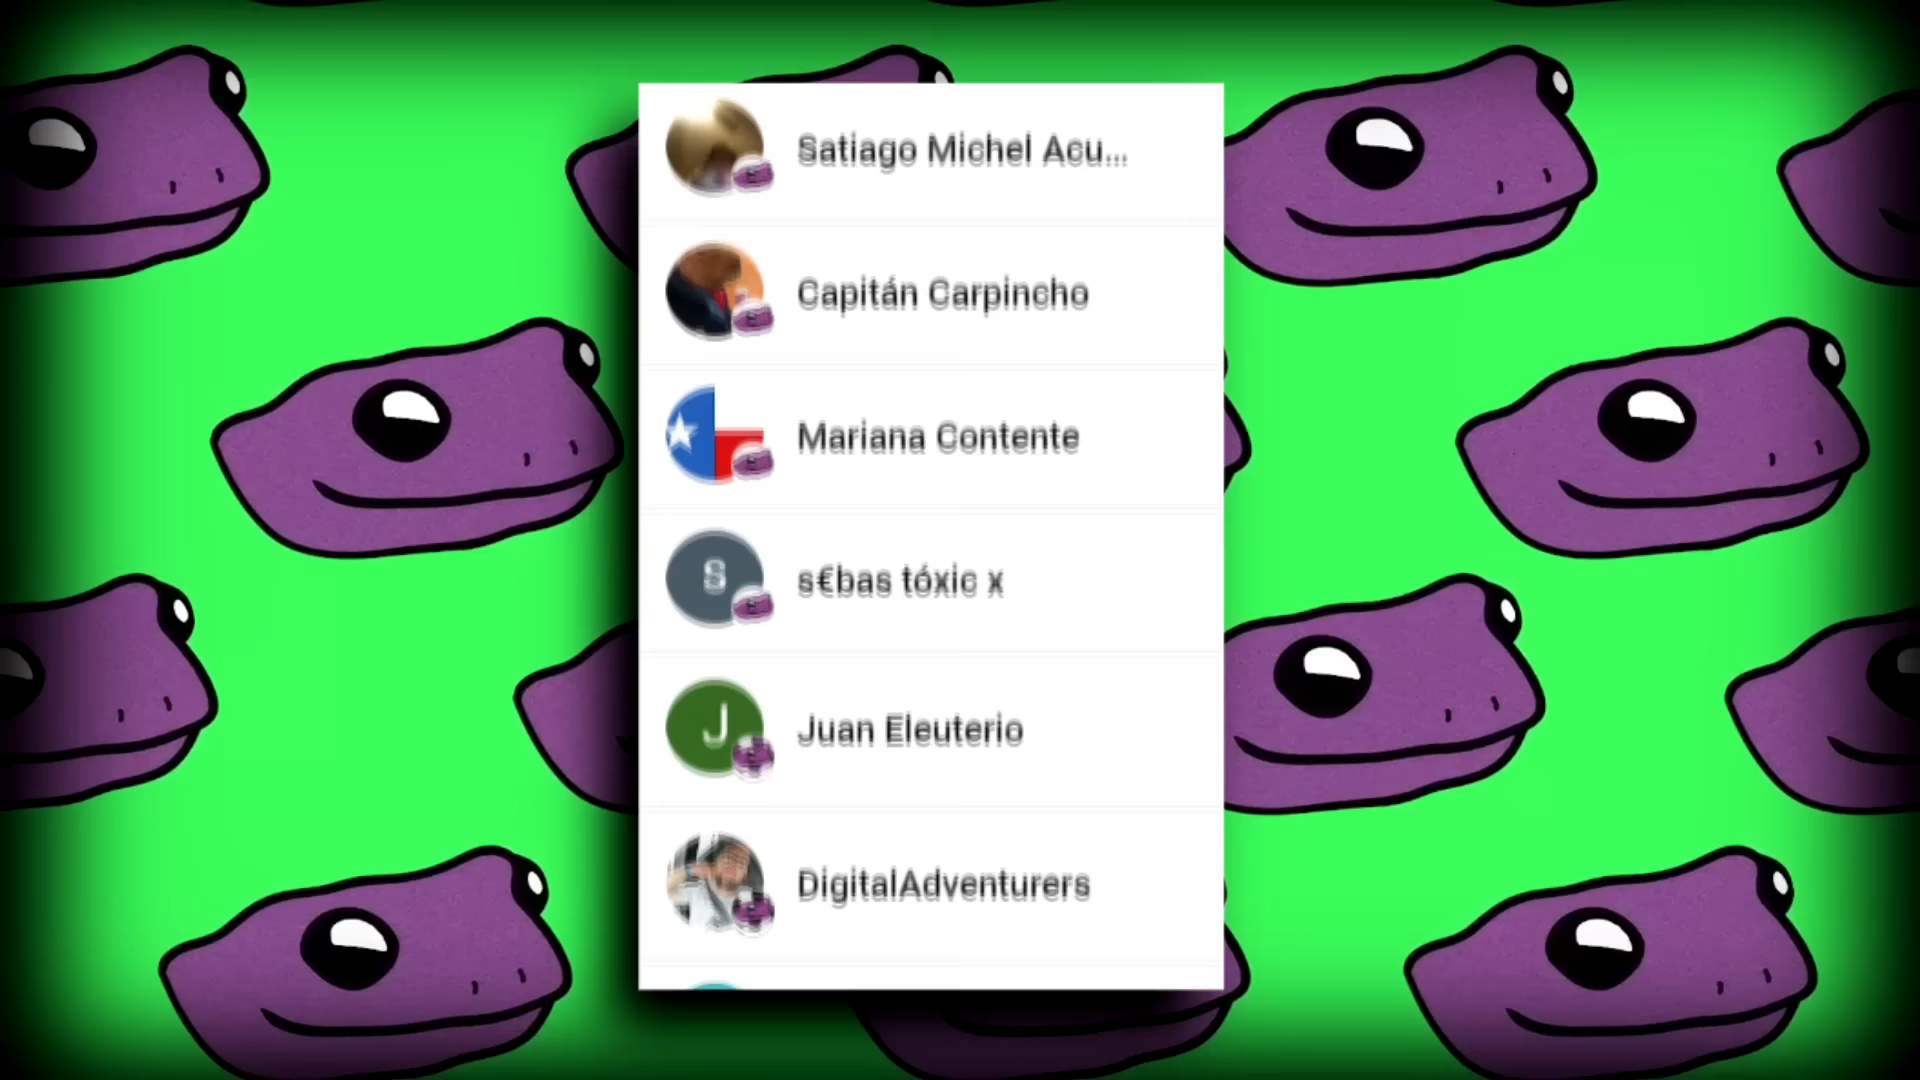 Satiago Michel Acu...
Capitán Carpincho
Mariana Contente
S
s€bas tóxic x
J
Juan Eleuterio
DigitalAdventurers